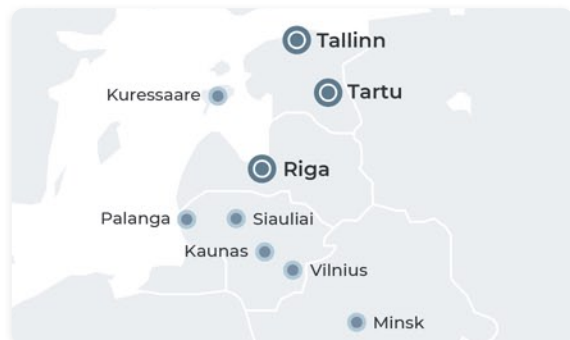 Tallinn
Kuressaare
Tartu
Riga
Palanga
Siauliai
Kaunas
Vilnius
Minsk